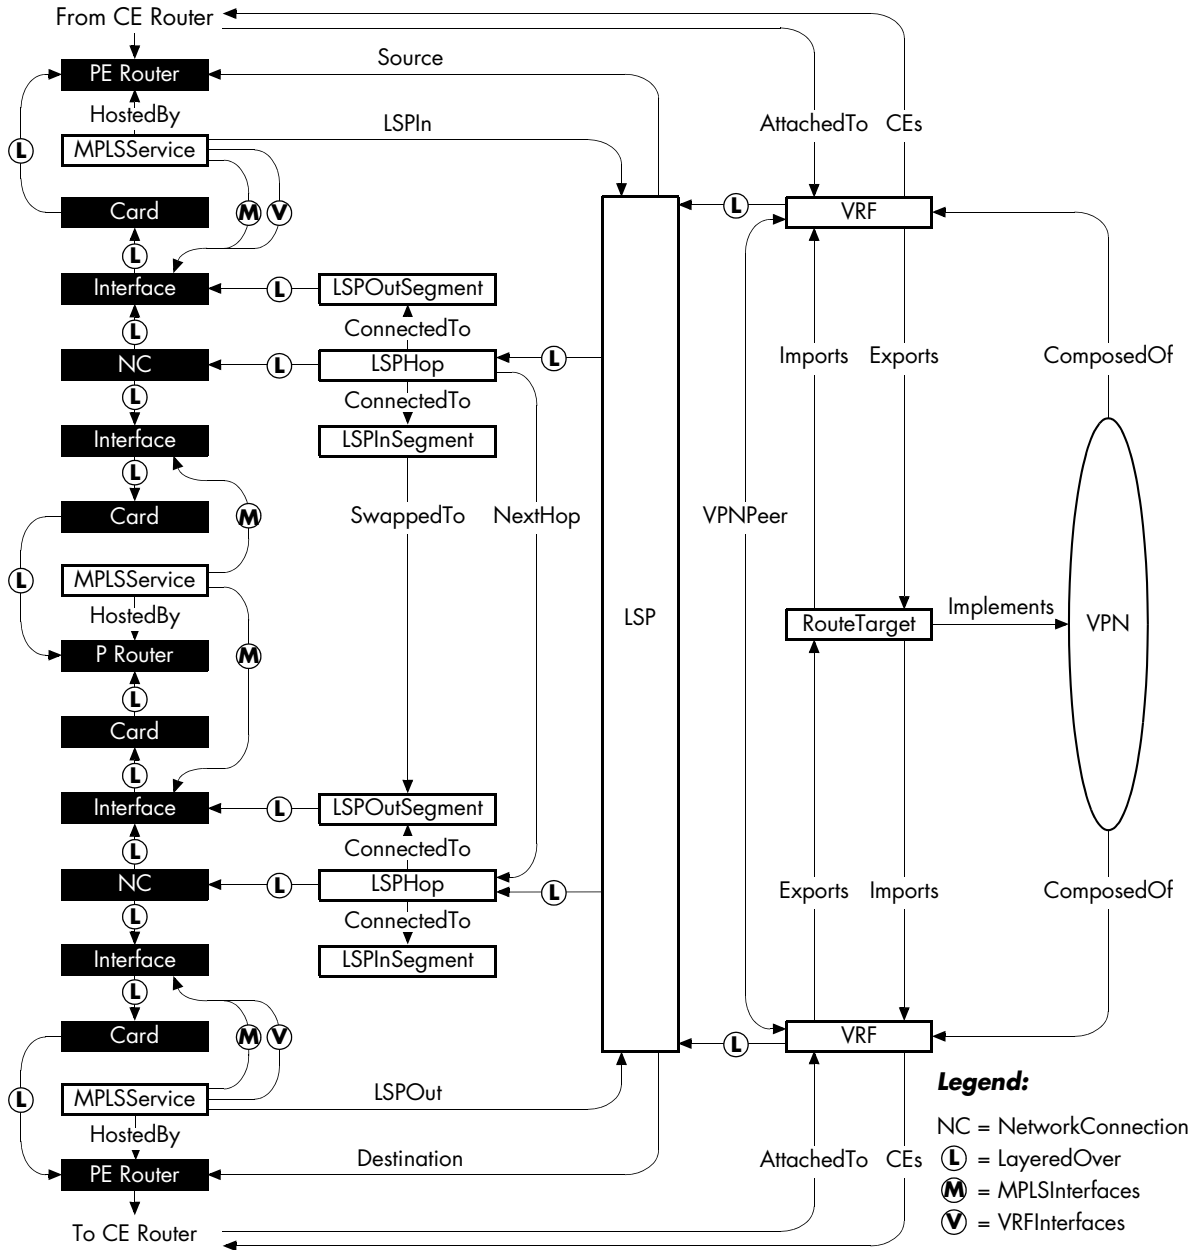 From CE Router
PE Router
Source
HostedBy
LSPIn
AttachedTo CEs
MPLSService
L
Card
M
V
L
VRF
L
Interface
L
LSPOutSegment
L
ConnectedTo
Imports
Exports
ComposedOf
NC
L
LSPHop
L
L
ConnectedTo
Interface
LSPInSegment
L
Card
M
SwappedTo
NextHop
VPNPeer
MPLSService
L
HostedBy
Implements
LSP
RouteTarget
VPN
P Router
M
L
Card
L
Interface
L
LSPOutSegment
L
ConnectedTo
NC
L
LSPHop
L
Exports
Imports
ComposedOf
L
ConnectedTo
Interface
LSPInSegment
L
Card
M
V
L
VRF
MPLSService
L
LSPOut
HostedBy
PE Router
Destination
AttachedTo CEs
To CE Router
Legend:
NC = NetworkConnection
L = LayeredOver
M = MPLSInterfaces
V = VRFInterfaces